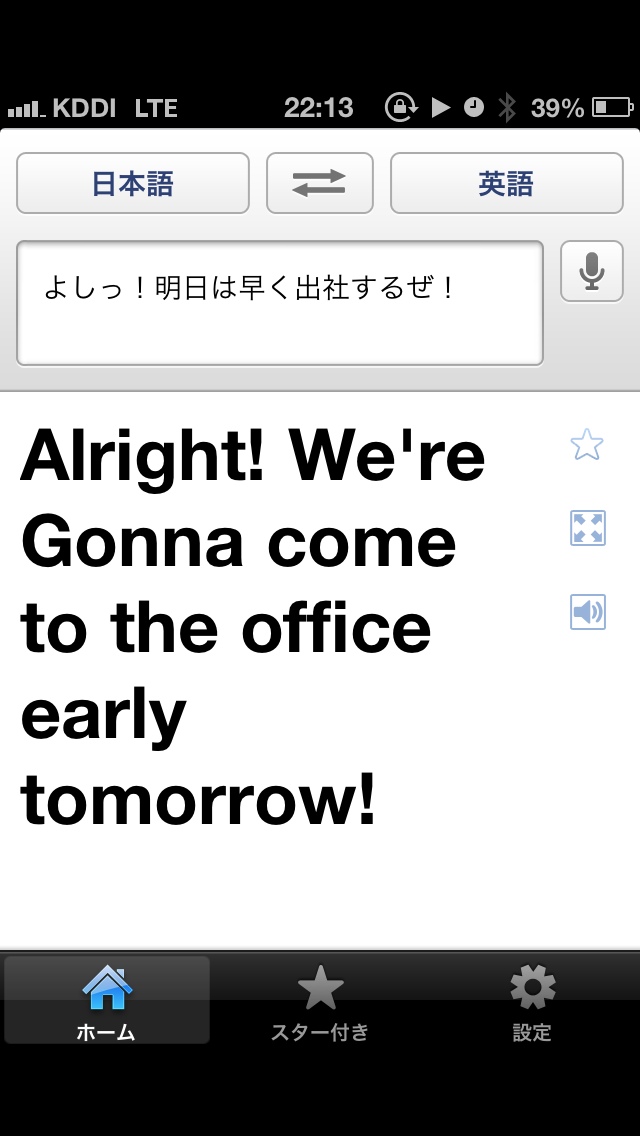 KDDI LTE 22:13 39%
日本語 英語
よしっ！明日は早く出社するぜ！
Alright! We're
Gonna come
to the office
early
tomorrow!
ホーム スター付き 設定